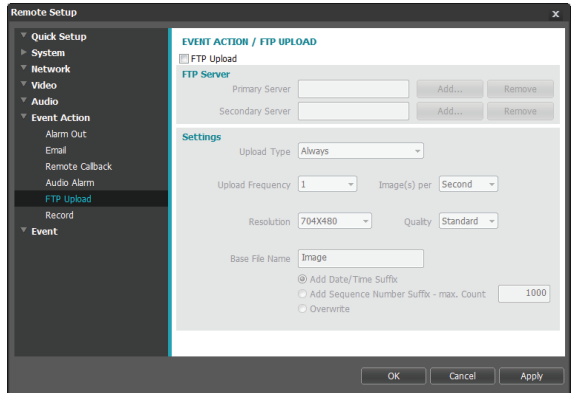 Remote Setup
x
Quick Setup
System
Network
Video
Audio
Event Action
Alarm Out
Email
Remote Callback
Audio Alarm
FTP Upload
Record
Event
EVENT ACTION / FTP UPLOAD
FTP Upload
FTP Server
Primary Server Add... Remove
Secondary Server Add... Remove
Settings
Upload Type Always
Upload Frequency 1 Image(s) per Second
Resolution 704X480 Quality Standard
Base File Name Image
Add Date/Time Suffix
Add Sequence Number Suffix - max. Count 1000
Overwrite
OK Cancel Apply